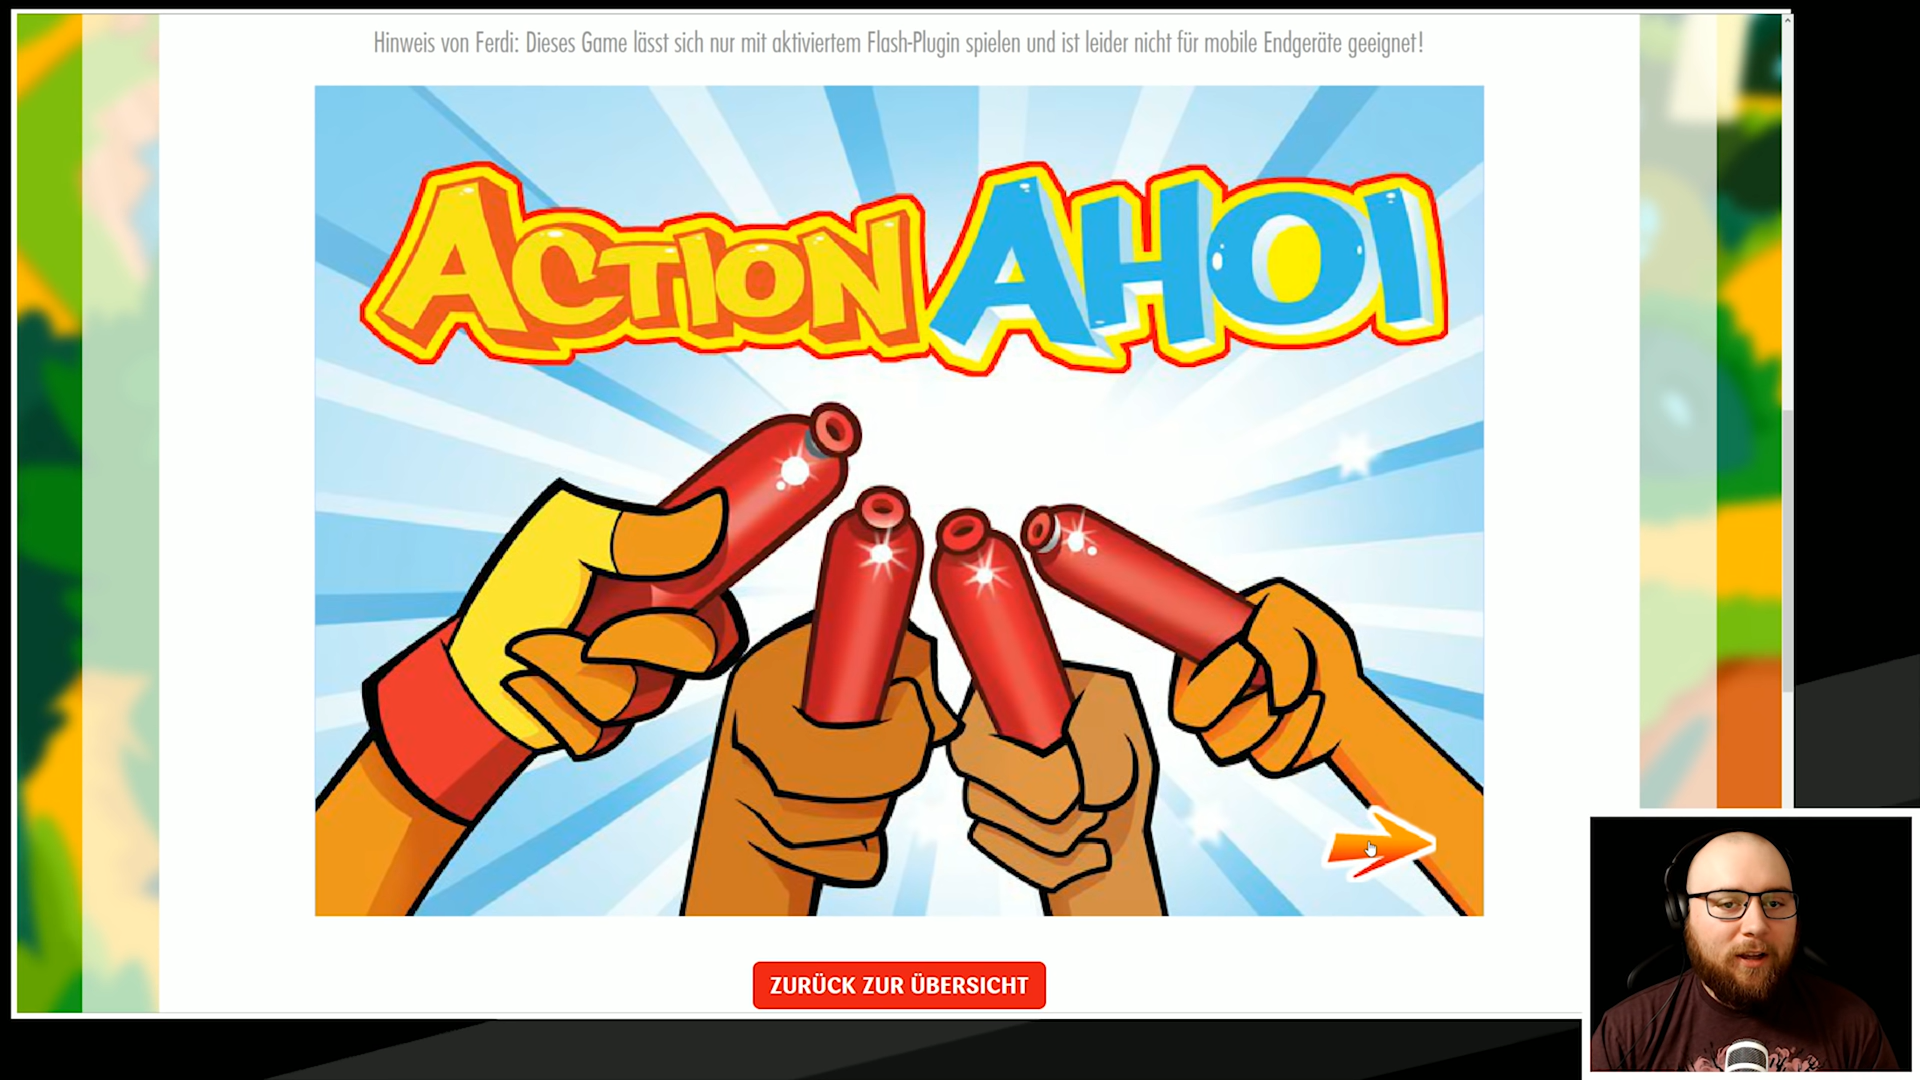 Hinweis von Ferdi: Dieses Game lässt sich nur mit aktiviertem Flash-Plugin spielen und ist leider nicht für mobile Endgeräte geeignet!
ACTION AHOI
ZURÜCK ZUR ÜBERSICHT